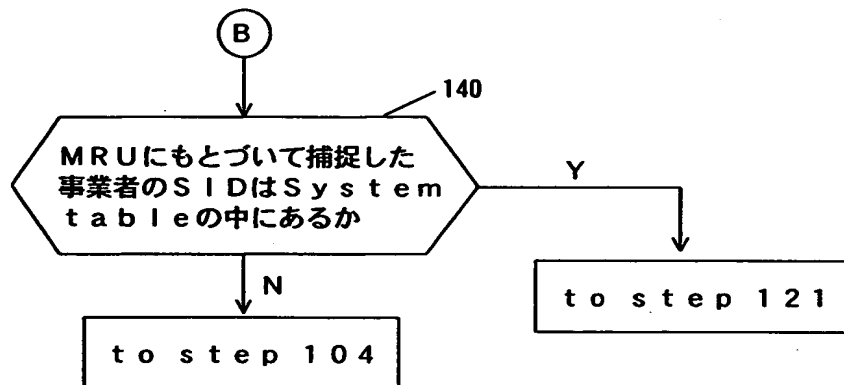 B
140
MRUにもとづいて捕捉した
事業者のSIDはSystem
tableの中にあるか
Y
N
to step 121
to step 104